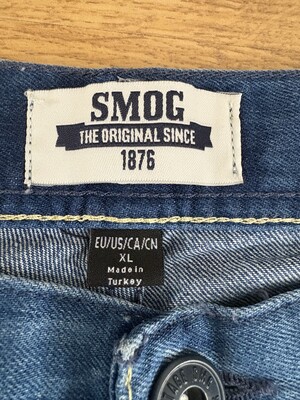 SMOG
THE ORIGINAL SINCE
1876
EU/US/CA/CN
XL
Made in
Turkey